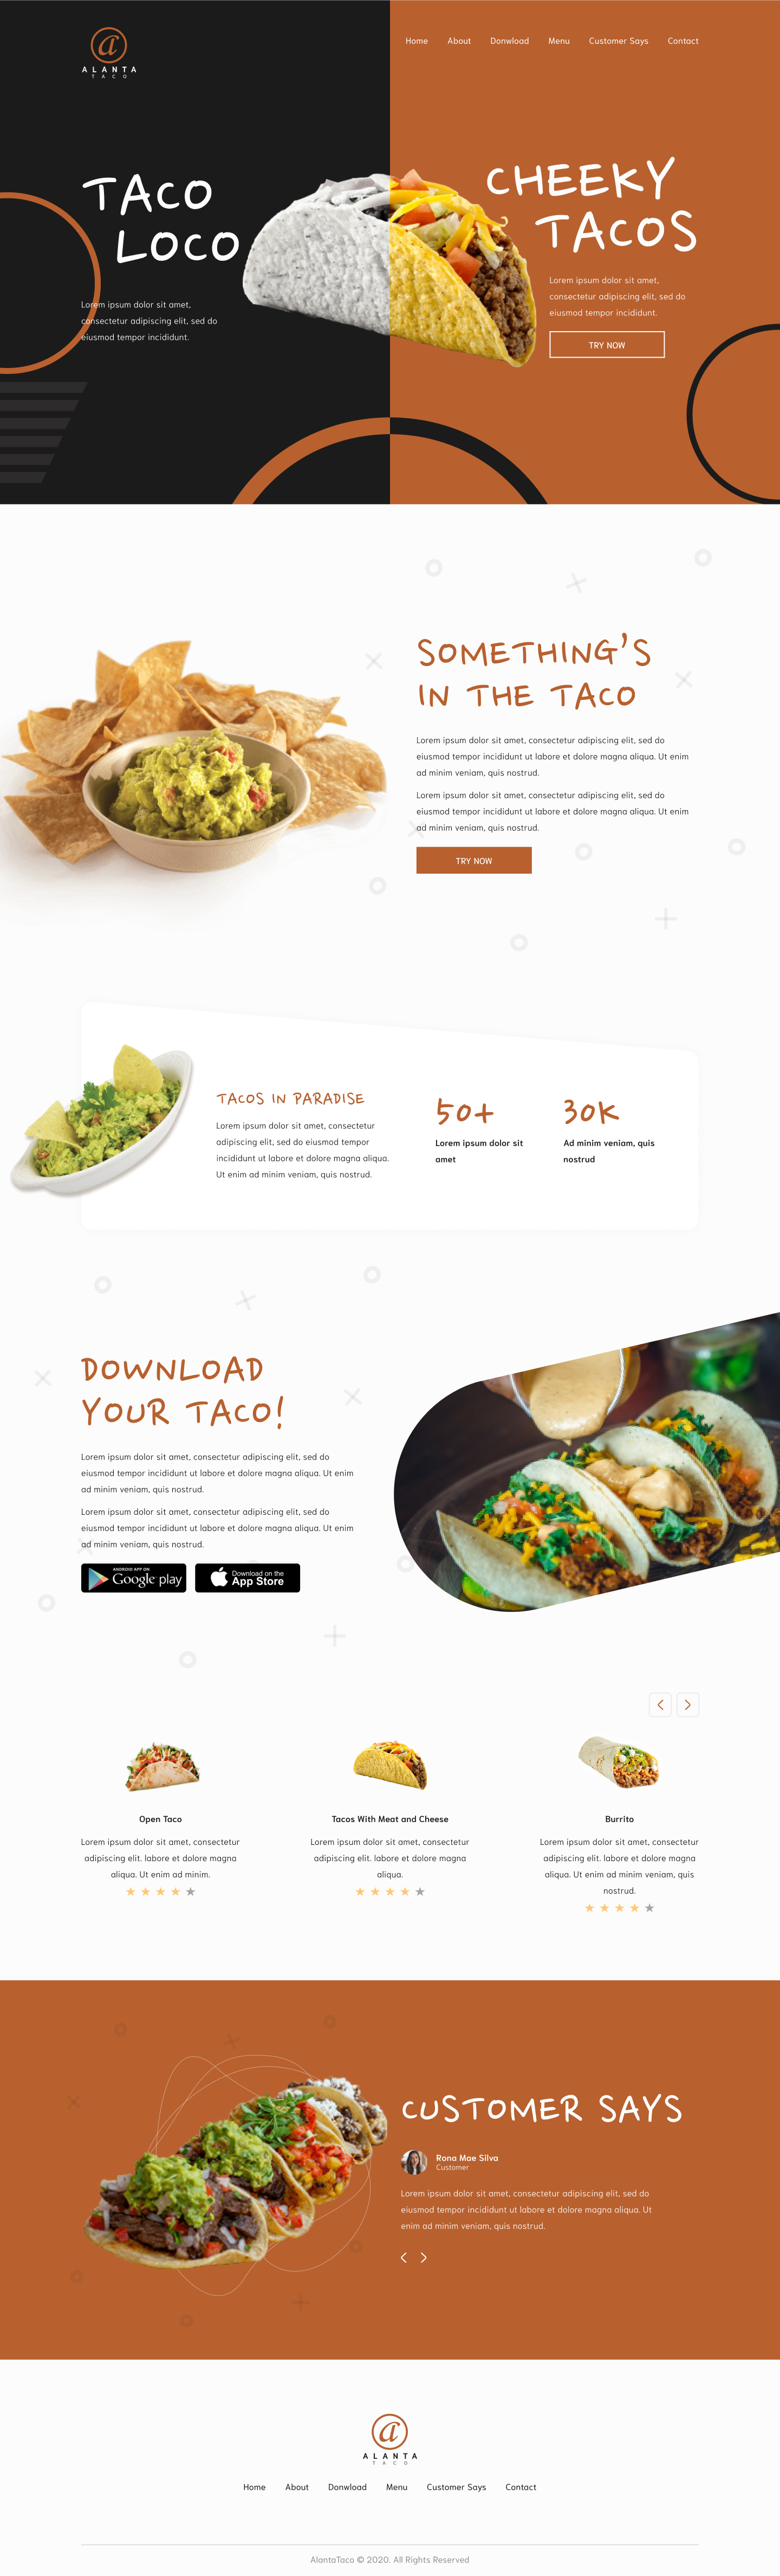 a
ALANTA
TACO
Home About Donwload Menu Customer Says Contact
TACO
LOCO
Lorem ipsum dolor sit amet,
consectetur adipiscing elit, sed do
eiusmod tempor incididunt.
CHEEKY
TACOS
Lorem ipsum dolor sit amet,
consectetur adipiscing elit, sed do
eiusmod tempor incididunt.
TRY NOW
SOMETHING'S
IN THE TACO
Lorem ipsum dolor sit amet, consectetur adipiscing elit, sed do
eiusmod tempor incididunt ut labore et dolore magna aliqua. Ut enim
ad minim veniam, quis nostrud.
Lorem ipsum dolor sit amet, consectetur adipiscing elit, sed do
eiusmod tempor incididunt ut labore et dolore magna aliqua. Ut enim
ad minim veniam, quis nostrud.
TRY NOW
TACOS IN PARADISE
Lorem ipsum dolor sit amet, consectetur
adipiscing elit, sed do eiusmod tempor
incididunt ut labore et dolore magna aliqua.
Ut enim ad minim veniam, quis nostrud.
50+
Lorem ipsum dolor sit
amet
30K
Ad minim veniam, quis
nostrud
DOWNLOAD
YOUR TACO!
Lorem ipsum dolor sit amet, consectetur adipiscing elit, sed do
eiusmod tempor incididunt ut labore et dolore magna aliqua. Ut enim
ad minim veniam, quis nostrud.
Lorem ipsum dolor sit amet, consectetur adipiscing elit, sed do
eiusmod tempor incididunt ut labore et dolore magna aliqua. Ut enim
ad minim veniam, quis nostrud.
ANDROID APP ON
Google play
Download on the
App Store
Open Taco
Lorem ipsum dolor sit amet, consectetur
adipiscing elit. labore et dolore magna
aliqua. Ut enim ad minim.
Tacos With Meat and Cheese
Lorem ipsum dolor sit amet, consectetur
adipiscing elit. labore et dolore magna
aliqua.
Burrito
Lorem ipsum dolor sit amet, consectetur
adipiscing elit. labore et dolore magna
aliqua. Ut enim ad minim veniam, quis
nostrud.
CUSTOMER SAYS
Rona Mae Silva
Customer
Lorem ipsum dolor sit amet, consectetur adipiscing elit, sed do
eiusmod tempor incididunt ut labore et dolore magna aliqua. Ut
enim ad minim veniam, quis nostrud.
a
ALANTA
TACO
Home About Donwload Menu Customer Says Contact
AlantaTaco © 2020. All Rights Reserved